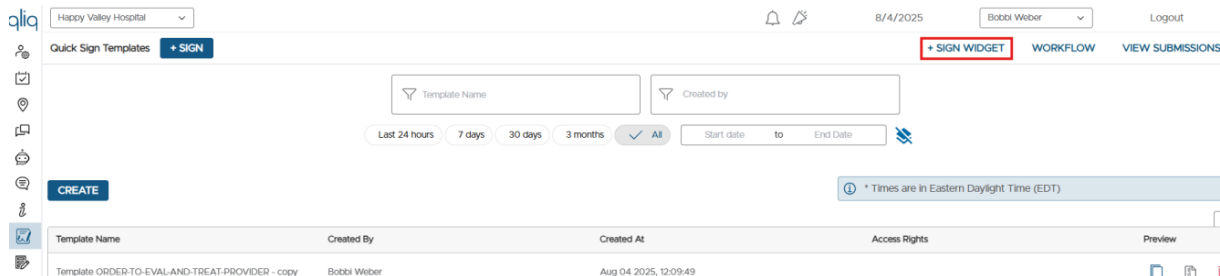 qliq
Happy Valley Hospital
8/4/2025
Bobbi Weber
Logout
Quick Sign Templates
+ SIGN
+ SIGN WIDGET
WORKFLOW
VIEW SUBMISSIONS
Template Name
Created by
Last 24 hours
7 days
30 days
3 months
All
Start date
to
End Date
CREATE
* Times are in Eastern Daylight Time (EDT)
Template Name
Created By
Created At
Access Rights
Preview
Template ORDER-TO-EVAL-AND-TREAT-PROVIDER - copy
Bobbi Weber
Aug 04 2025, 12:09:49